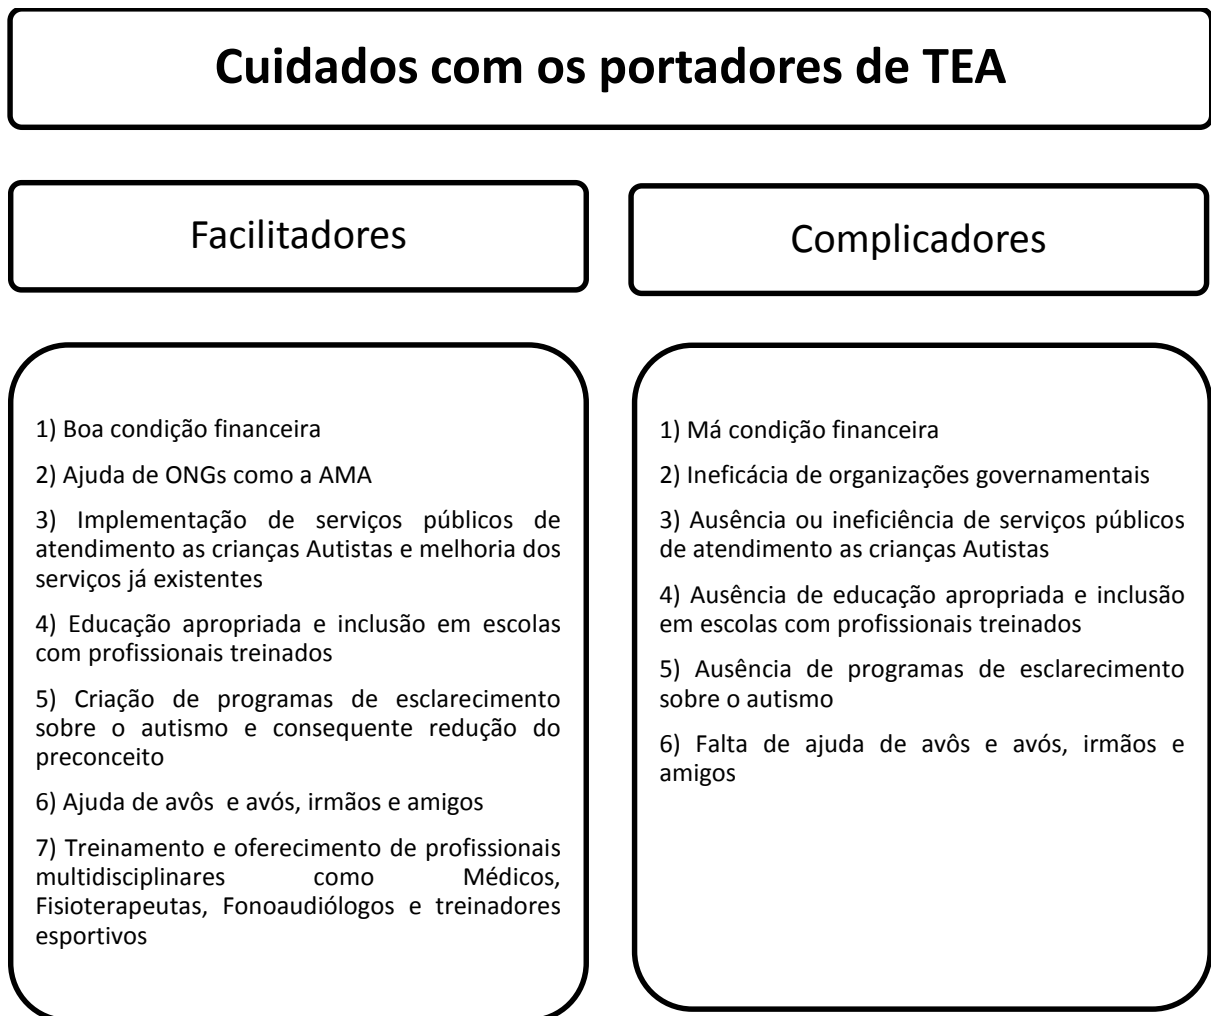 Cuidados com os portadores de TEA
Facilitadores
Complicadores
1) Boa condição financeira
2) Ajuda de ONGs como a AMA
3) Implementação de serviços públicos de
atendimento as crianças Autistas e melhoria dos
serviços já existentes
4) Educação apropriada e inclusão em escolas
com profissionais treinados
5) Criação de programas de esclarecimento
sobre o autismo e consequente redução do
preconceito
6) Ajuda de avôs e avós, irmãos e amigos
7) Treinamento e oferecimento de profissionais
multidisciplinares como Médicos,
Fisioterapeutas, Fonoaudiólogos e treinadores
esportivos
1) Má condição financeira
2) Ineficácia de organizações governamentais
3) Ausência ou ineficiência de serviços públicos
de atendimento as crianças Autistas
4) Ausência de educação apropriada e inclusão
em escolas com profissionais treinados
5) Ausência de programas de esclarecimento
sobre o autismo
6) Falta de ajuda de avôs e avós, irmãos e
amigos